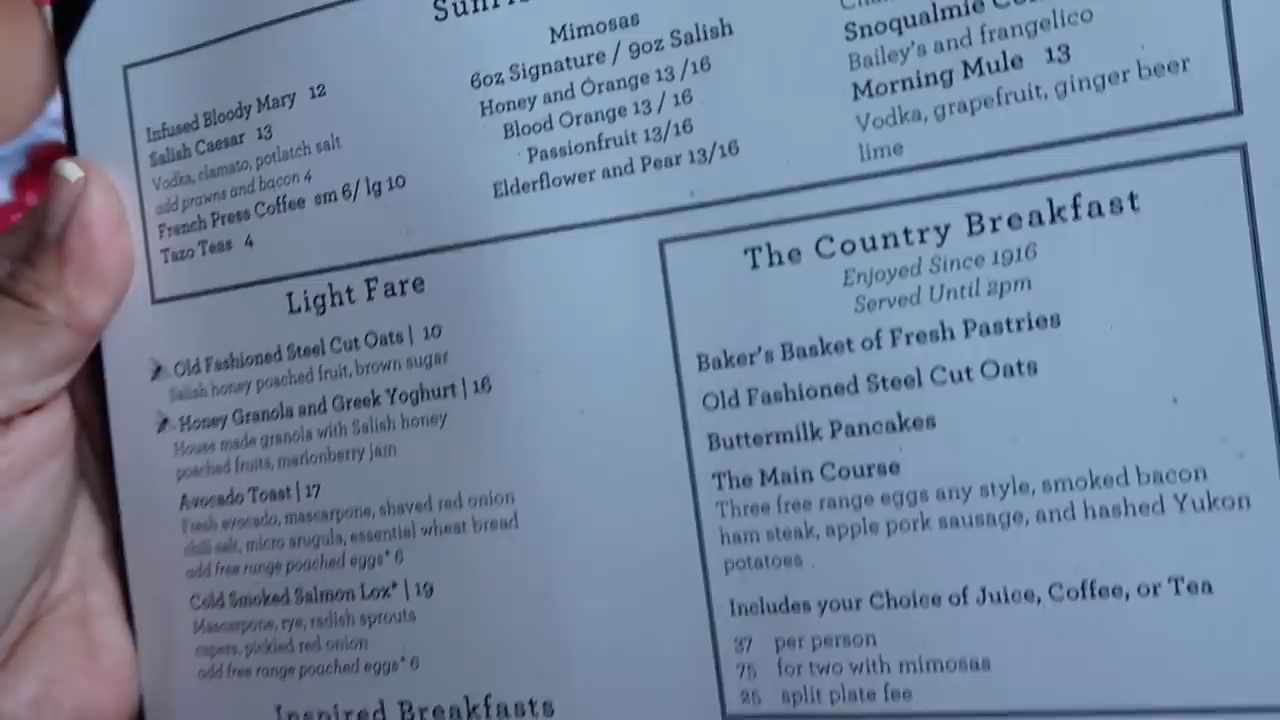 Mimosas
6oz Signature / 9oz Salish
Honey and Orange 13 /16
Blood Orange 13 / 16
Passionfruit 13/16
Elderflower and Pear 13/16
Infused Bloody Mary 12
Salish Caesar 13
Vodka, clamato, potlatch salt
add prawns and bacon 4
French Press Coffee sm 6/ lg 10
Tazo Teas 4
Snoqualmie
Bailey's and frangelico
Morning Mule 13
Vodka, grapefruit, ginger beer
lime
Light Fare
Old Fashioned Steel Cut Oats | 10
Salish honey poached fruit, brown sugar
Honey Granola and Greek Yoghurt | 16
House made granola with Salish honey
poached fruits, marionberry jam
Avocado Toast | 17
Fresh avocado, mascarpone, shaved red onion
chili salt, micro arugula, essential wheat bread
add free range poached eggs* 6
Cold Smoked Salmon Lox* | 19
Mascarpone, rye, radish sprouts
capers, pickled red onion
add free range poached eggs* 6
Inspired Breakfasts
The Country Breakfast
Enjoyed Since 1916
Served Until 2pm
Baker's Basket of Fresh Pastries
Old Fashioned Steel Cut Oats
Buttermilk Pancakes
The Main Course
Three free range eggs any style, smoked bacon
ham steak, apple pork sausage, and hashed Yukon
potatoes
Includes your Choice of Juice, Coffee, or Tea
37 per person
75 for two with mimosas
25 split plate fee